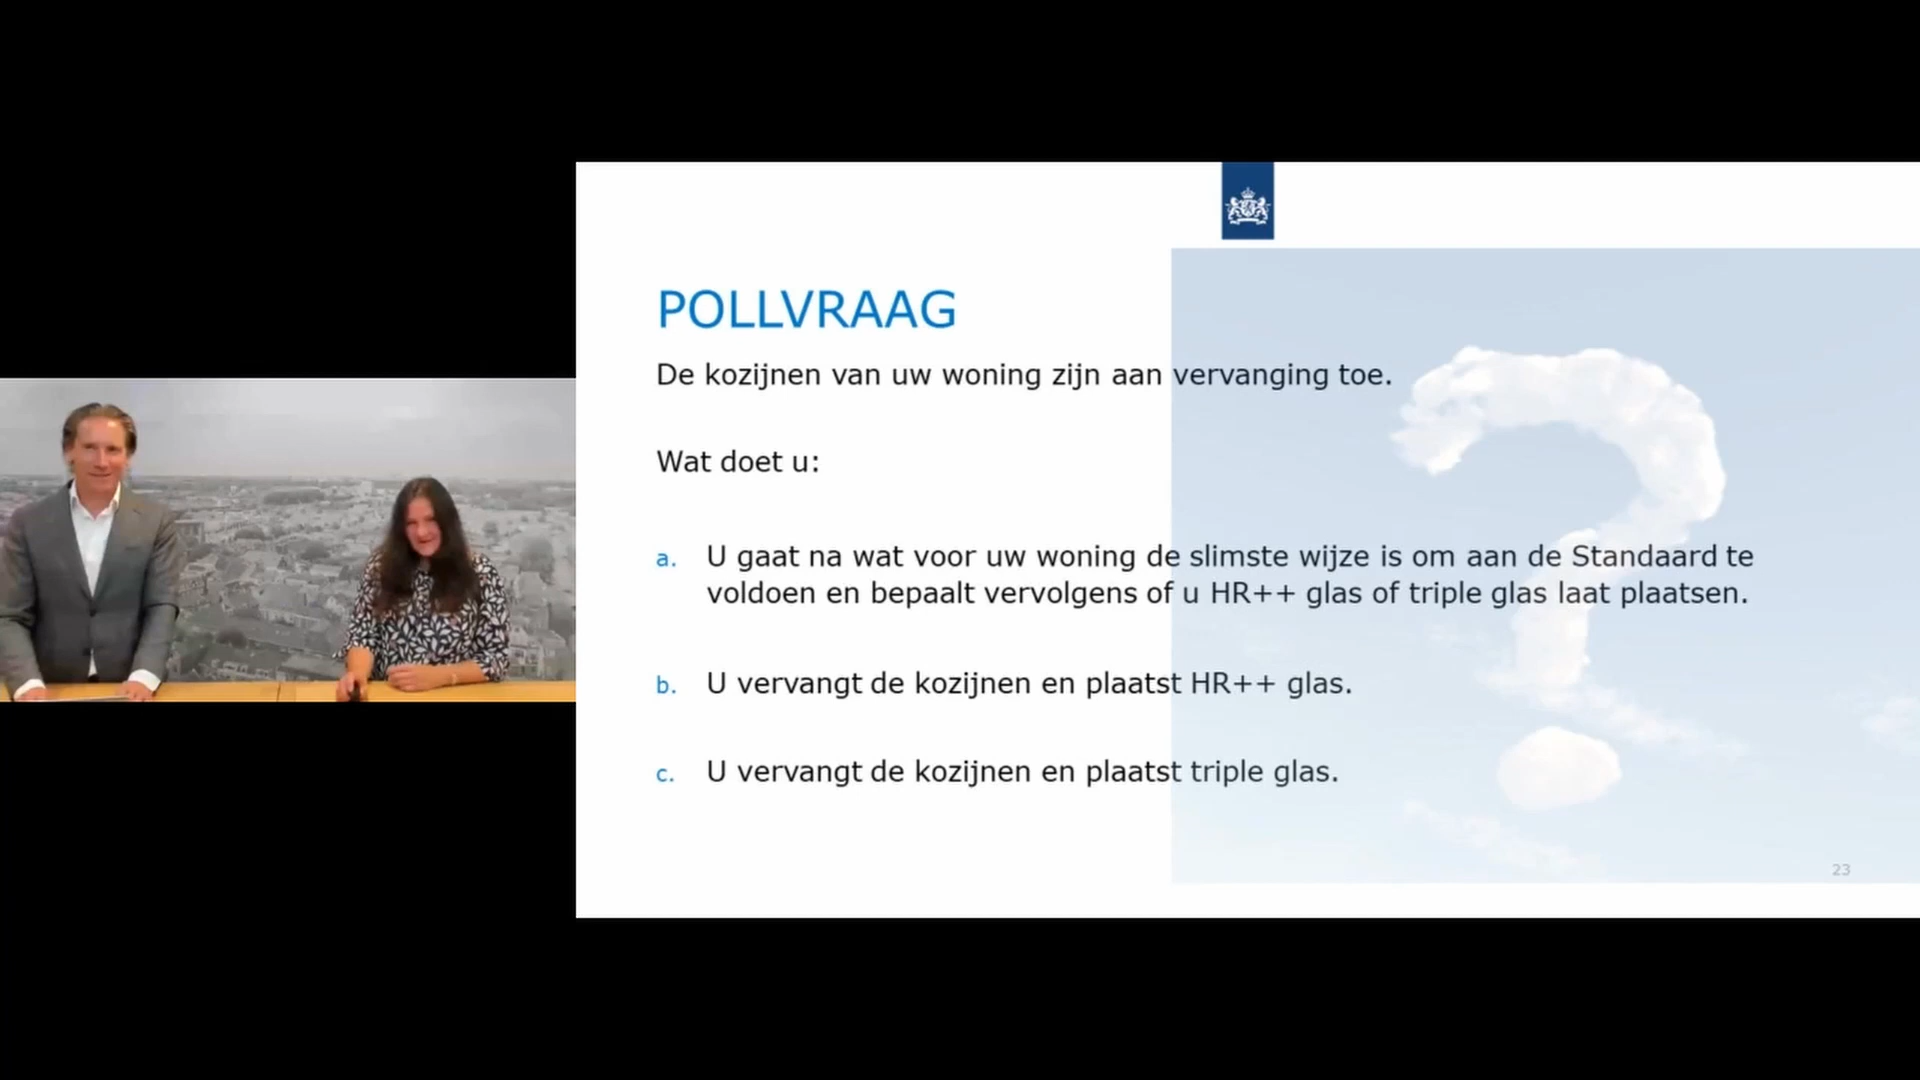 POLLVRAAG
De kozijnen van uw woning zijn aan vervanging toe.
Wat doet u:
a. U gaat na wat voor uw woning de slimste wijze is om aan de Standaard te
voldoen en bepaalt vervolgens of u HR++ glas of triple glas laat plaatsen.
b. U vervangt de kozijnen en plaatst HR++ glas.
c. U vervangt de kozijnen en plaatst triple glas.
23